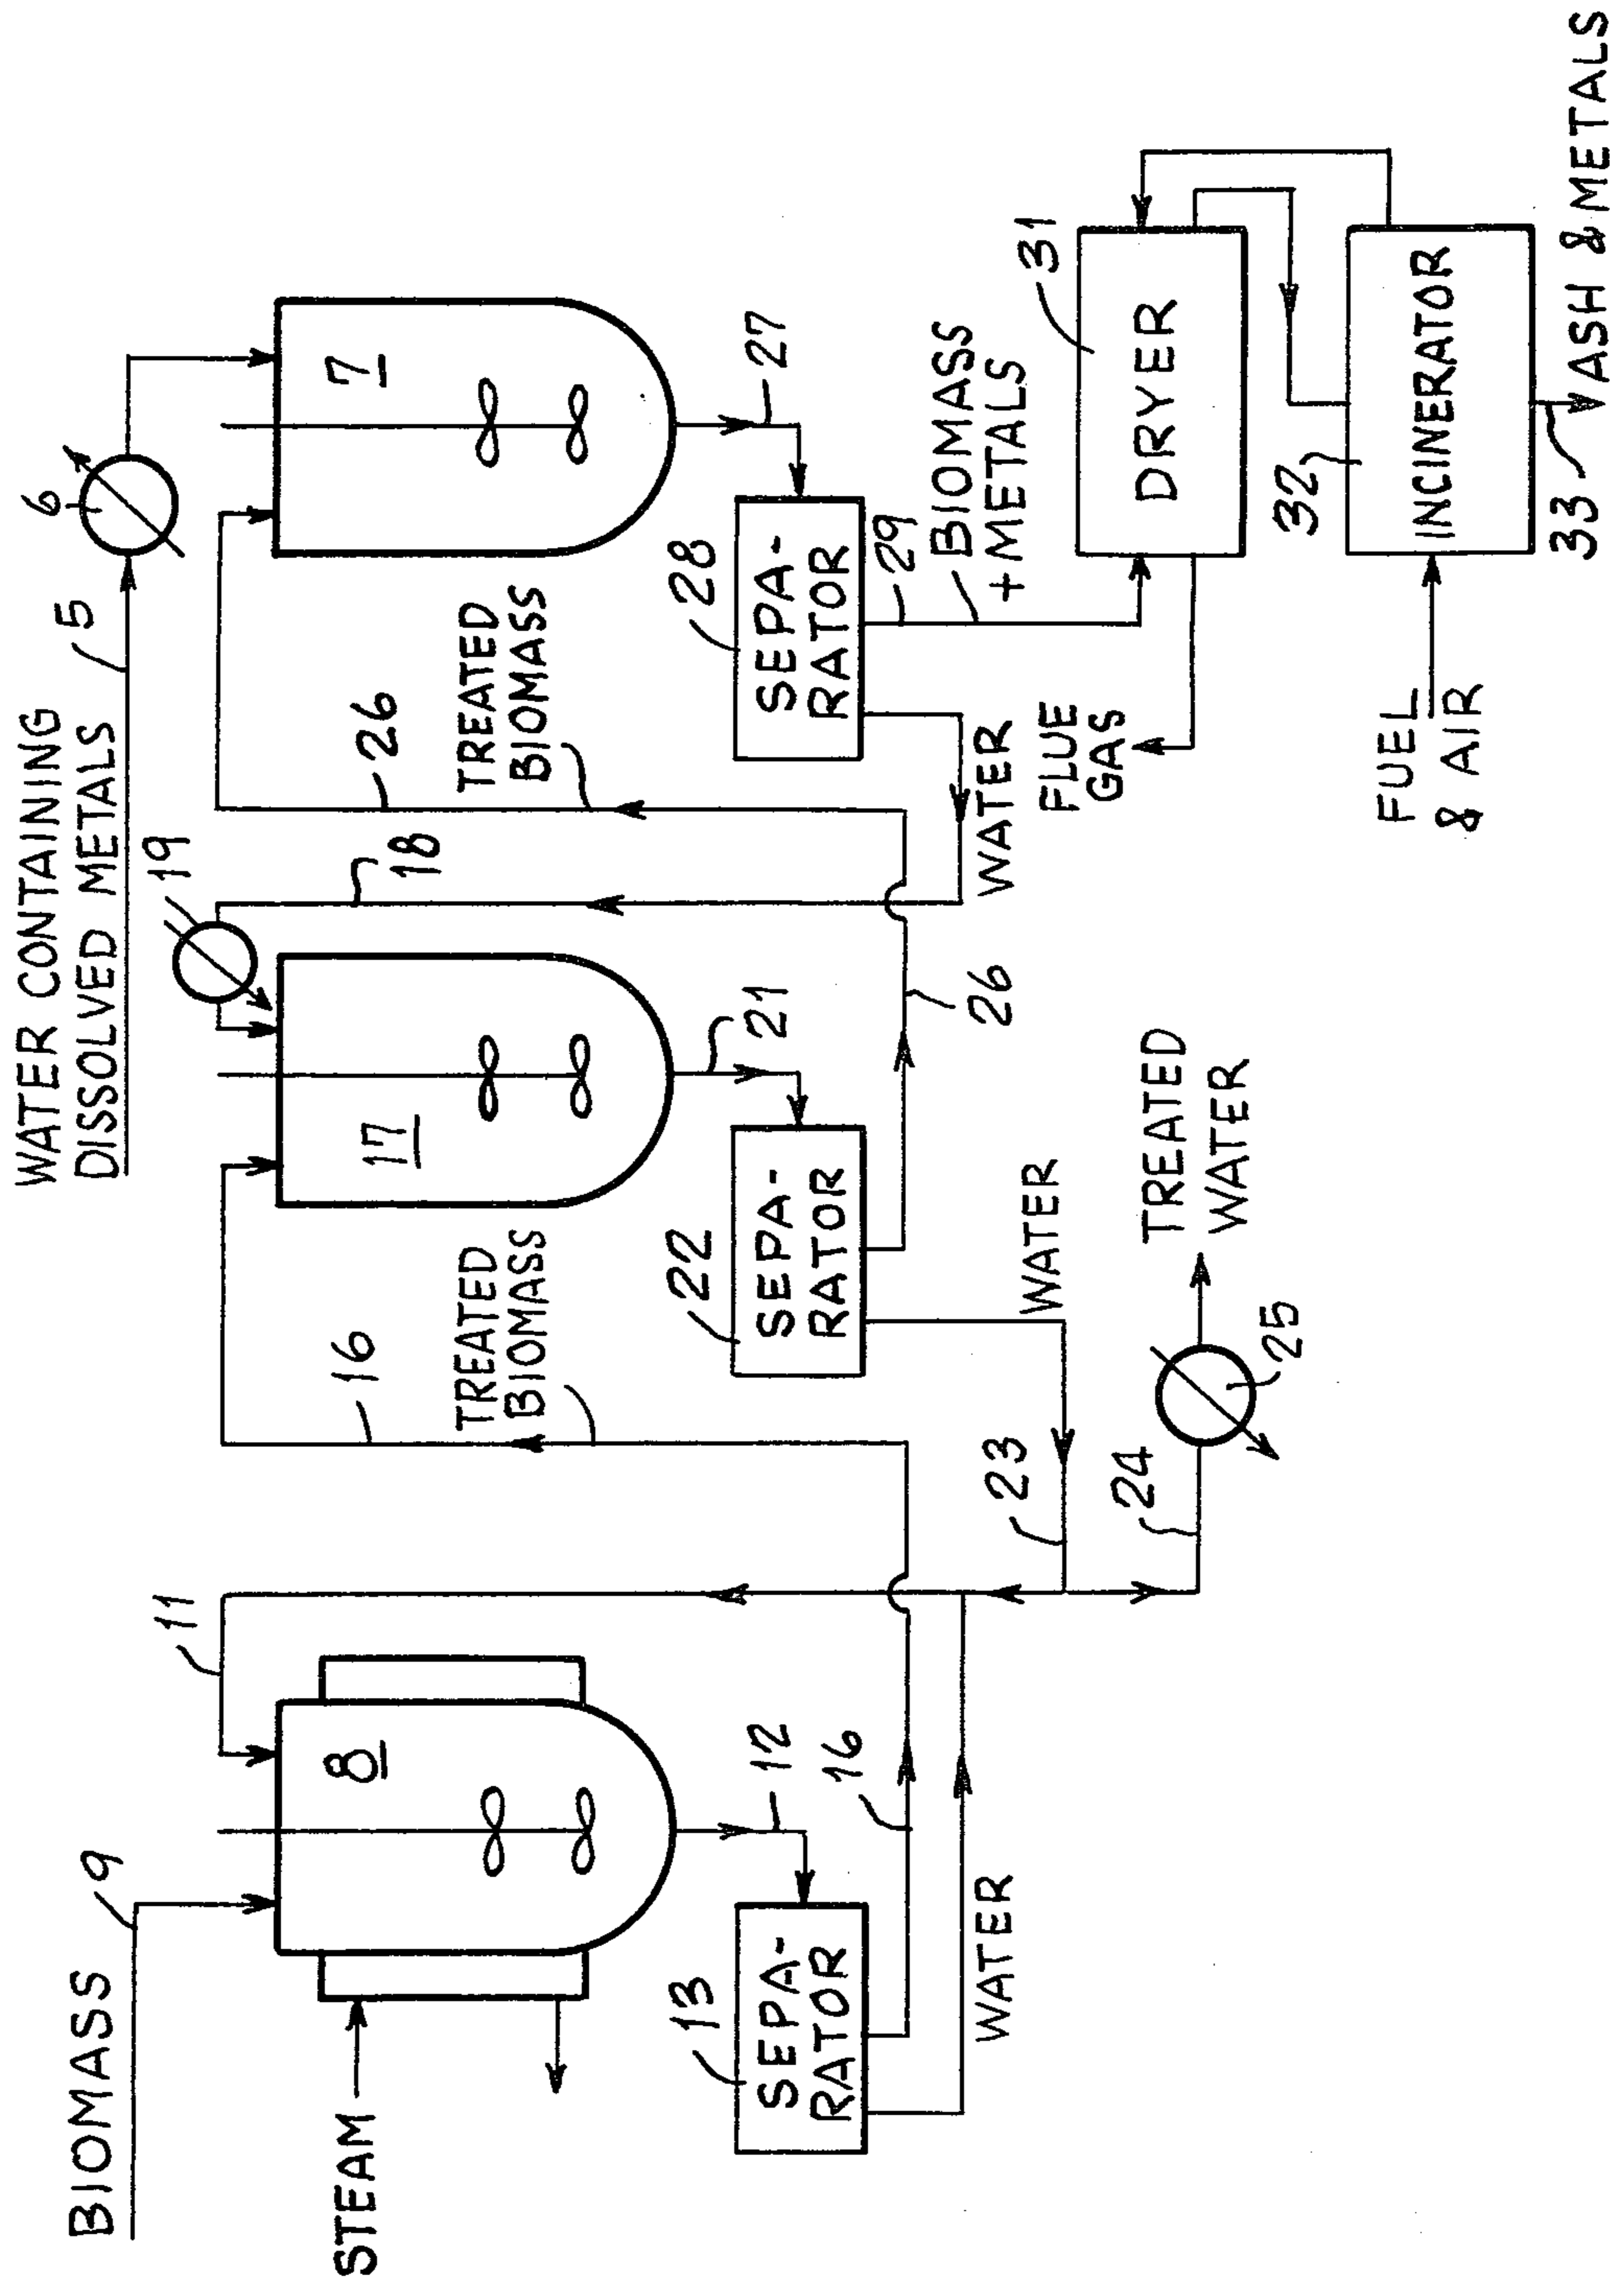 WATER CONTAINING
DISSOLVED METALS
5
6
19
BIOMASS
9
11
16
18
26
STEAM
8
17
7
TREATED
BIOMASS
TREATED
BIOMASS
12
21
27
13
SEPA-
RATOR
22
SEPA-
RATOR
28
SEPA-
RATOR
16
26
29
WATER
WATER
WATER
BIOMASS
+METALS
23
24
25
TREATED
WATER
FLUE
GAS
31
DRYER
32
INCINERATOR
FUEL
& AIR
33
ASH & METALS